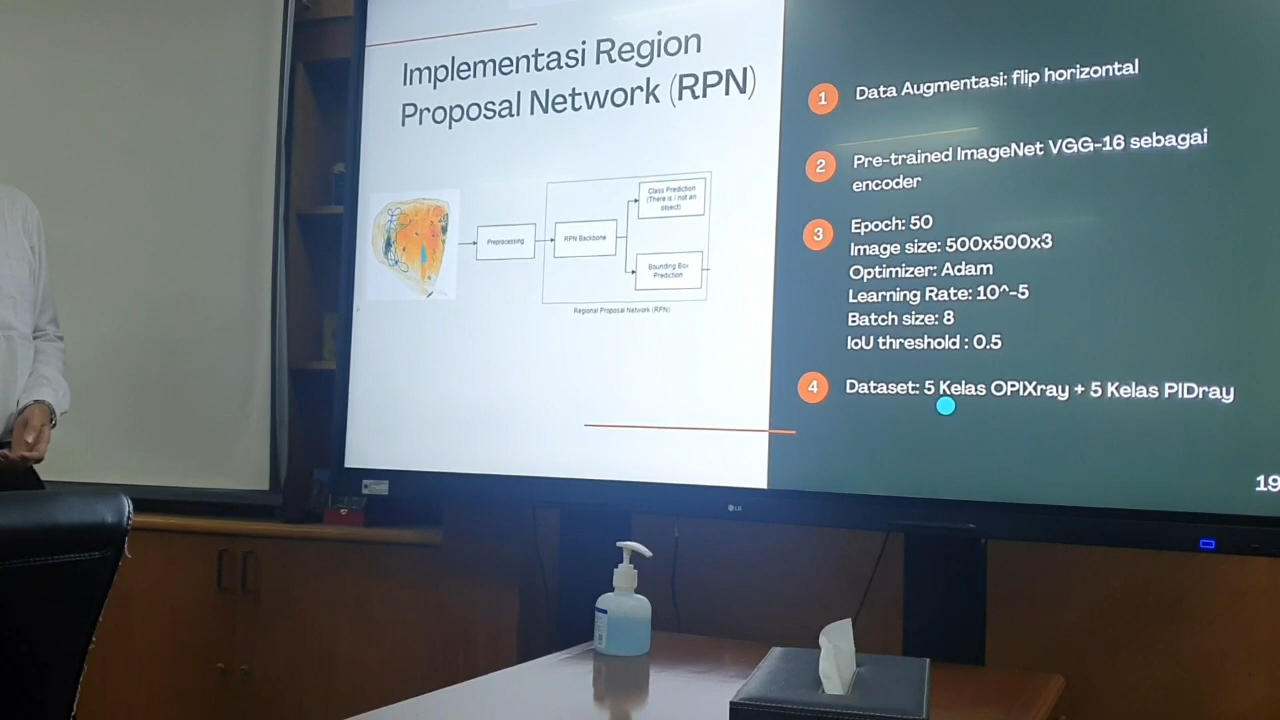 Implementasi Region
Proposal Network (RPN)
Preprocessing
RPN Backbone
Class Prediction
(There is / not an
object)
Bounding Box
Prediction
Regional Proposal Network (RPN)
1
Data Augmentasi: flip horizontal
2
Pre-trained ImageNet VGG-16 sebagai
encoder
3
Epoch: 50
Image size: 500x500x3
Optimizer: Adam
Learning Rate: 10^-5
Batch size: 8
IoU threshold : 0.5
4
Dataset: 5 Kelas OPIXray + 5 Kelas PIDray
19
LG